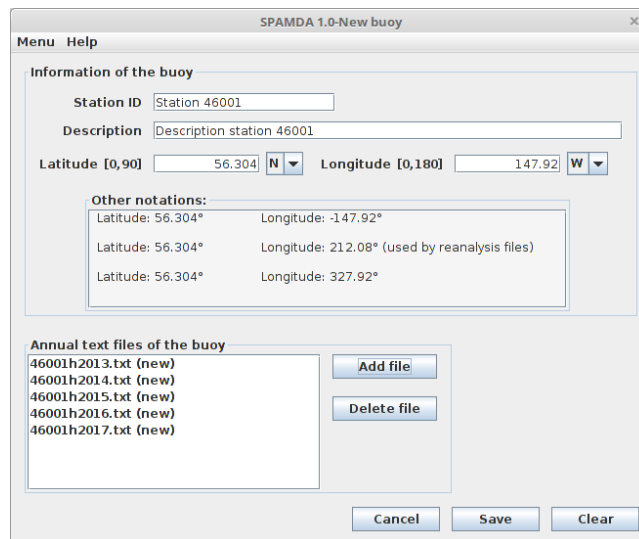 SPAMDA 1.0-New buoy ×
Menu Help
Information of the buoy
Station ID Station 46001
Description Description station 46001
Latitude [0,90] 56.304 N Longitude [0,180] 147.92 W
Other notations:
Latitude: 56.304° Longitude: -147.92°
Latitude: 56.304° Longitude: 212.08° (used by reanalysis files)
Latitude: 56.304° Longitude: 327.92°
Annual text files of the buoy
46001h2013.txt (new)
46001h2014.txt (new)
46001h2015.txt (new)
46001h2016.txt (new)
46001h2017.txt (new)
Add file
Delete file
Cancel Save Clear